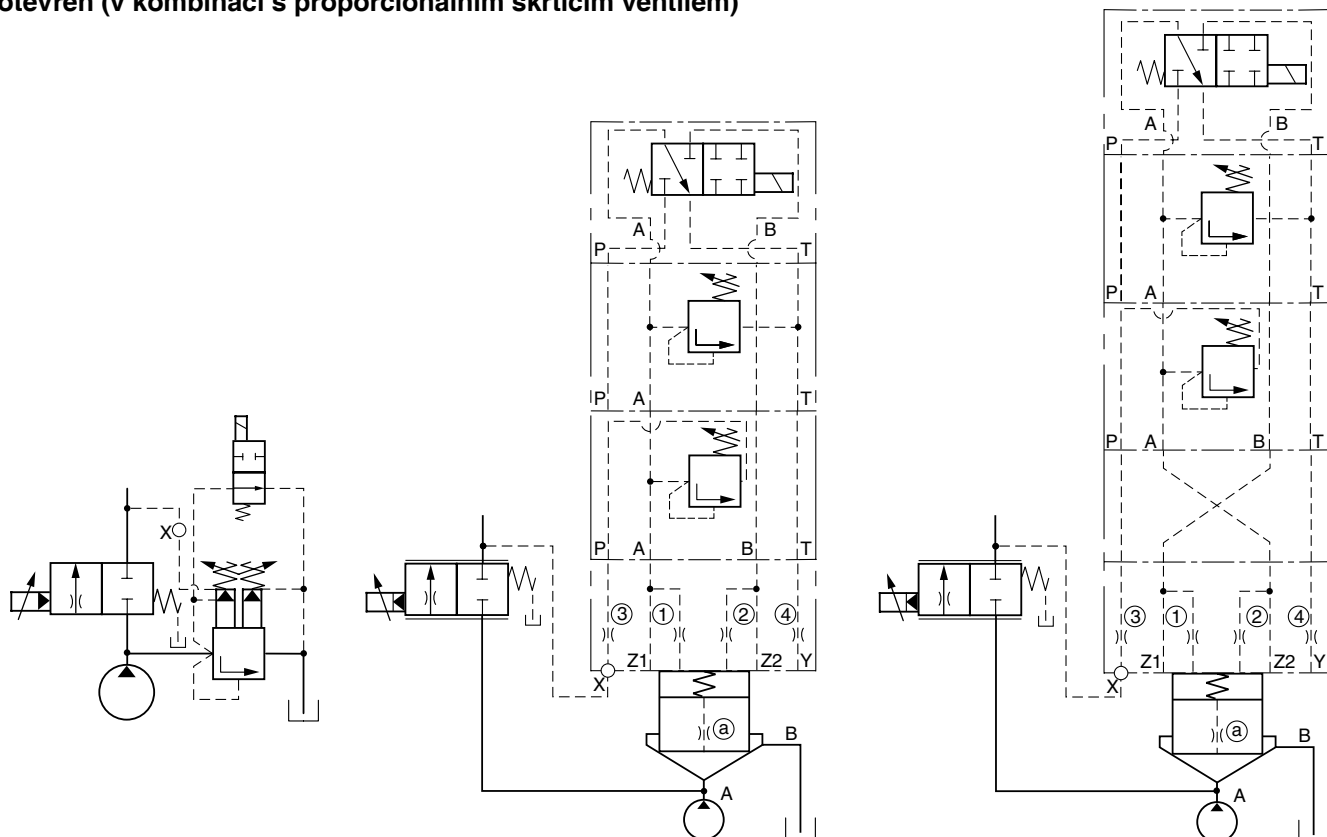 otevřen (v kombinaci s proporcionálním škrticím ventilem)
A B
P T
A B
P T
P A T
P A T
P A B T
X
P A B T
③ ① ② ④
③ ① ② ④
Z1 Z2 Y
Z1 Z2 Y
X
X
ⓐ
ⓐ
B
B
A
A